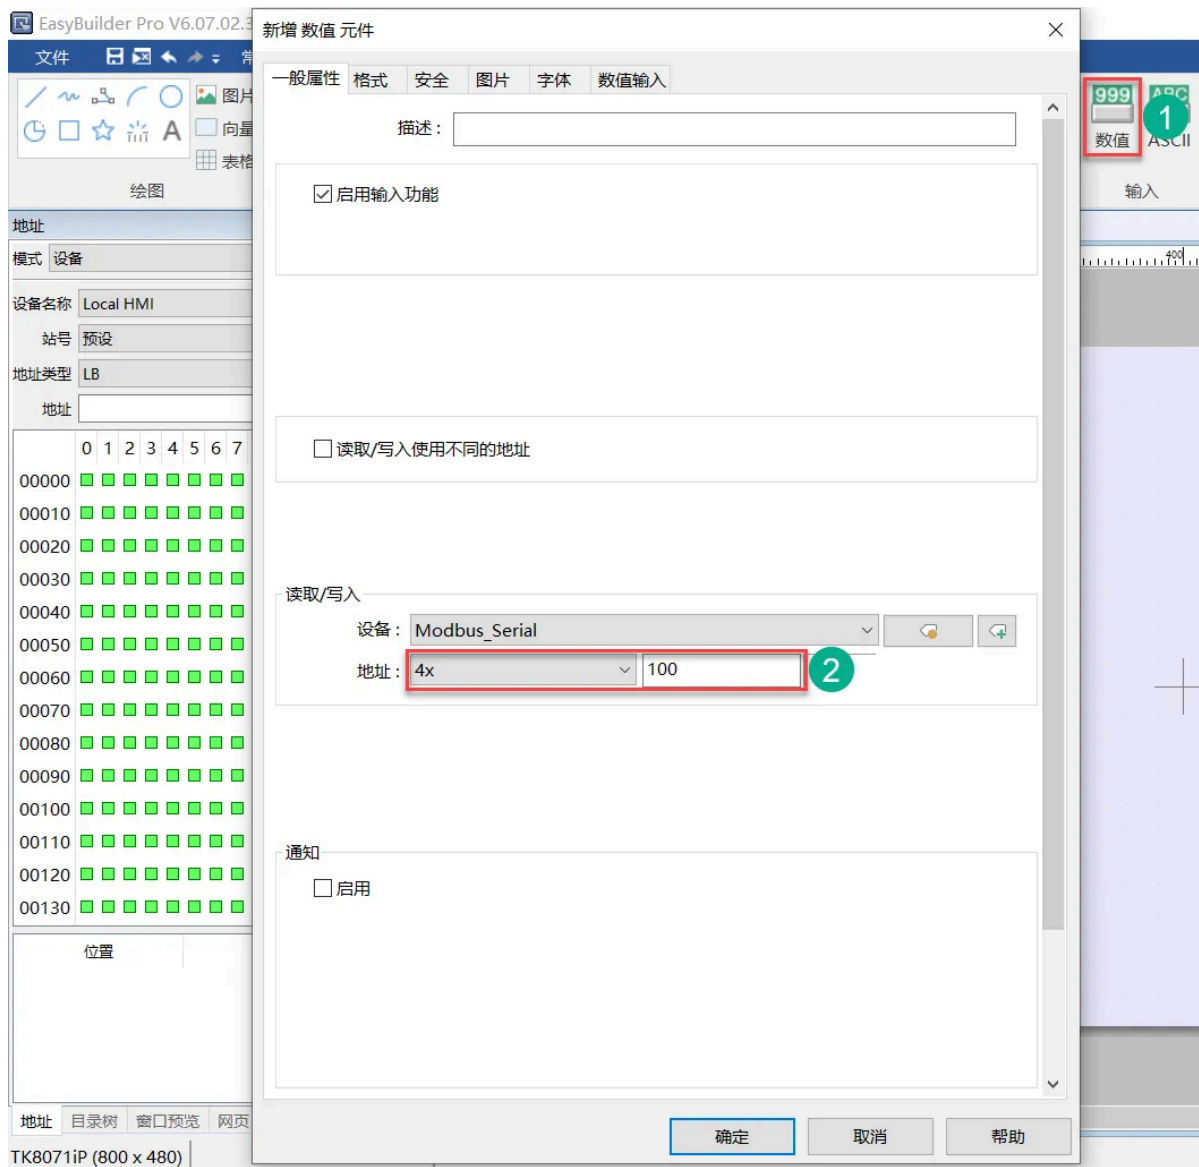 EasyBuilder Pro V6.07.02.
文件
图片
向量
表格
绘图
地址
模式 设备
设备名称 Local HMI
站号 预设
地址类型 LB
地址
0 1 2 3 4 5 6 7
00000
00010
00020
00030
00040
00050
00060
00070
00080
00090
00100
00110
00120
00130
位置
地址 目录树 窗口预览 网页
TK8071iP (800 x 480)
新增 数值 元件
一般属性 格式 安全 图片 字体 数值输入
描述 :
启用输入功能
读取/写入使用不同的地址
读取/写入
设备 : Modbus_Serial
地址 : 4x 100 2
通知
启用
确定 取消 帮助
999 ABC 1
数值 ASCII
输入
400